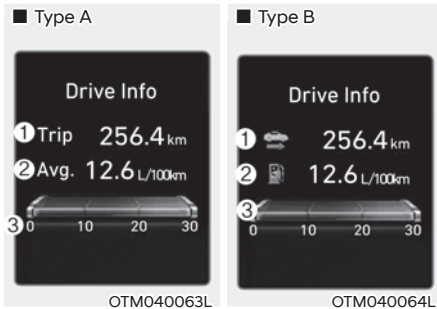 ■ Type A
Drive Info
① Trip 256.4 km
② Avg. 12.6 L/100km
③
0 10 20 30
OTM040063L
■ Type B
Drive Info
① 256.4 km
② 12.6 L/100km
③
0 10 20 30
OTM040064L